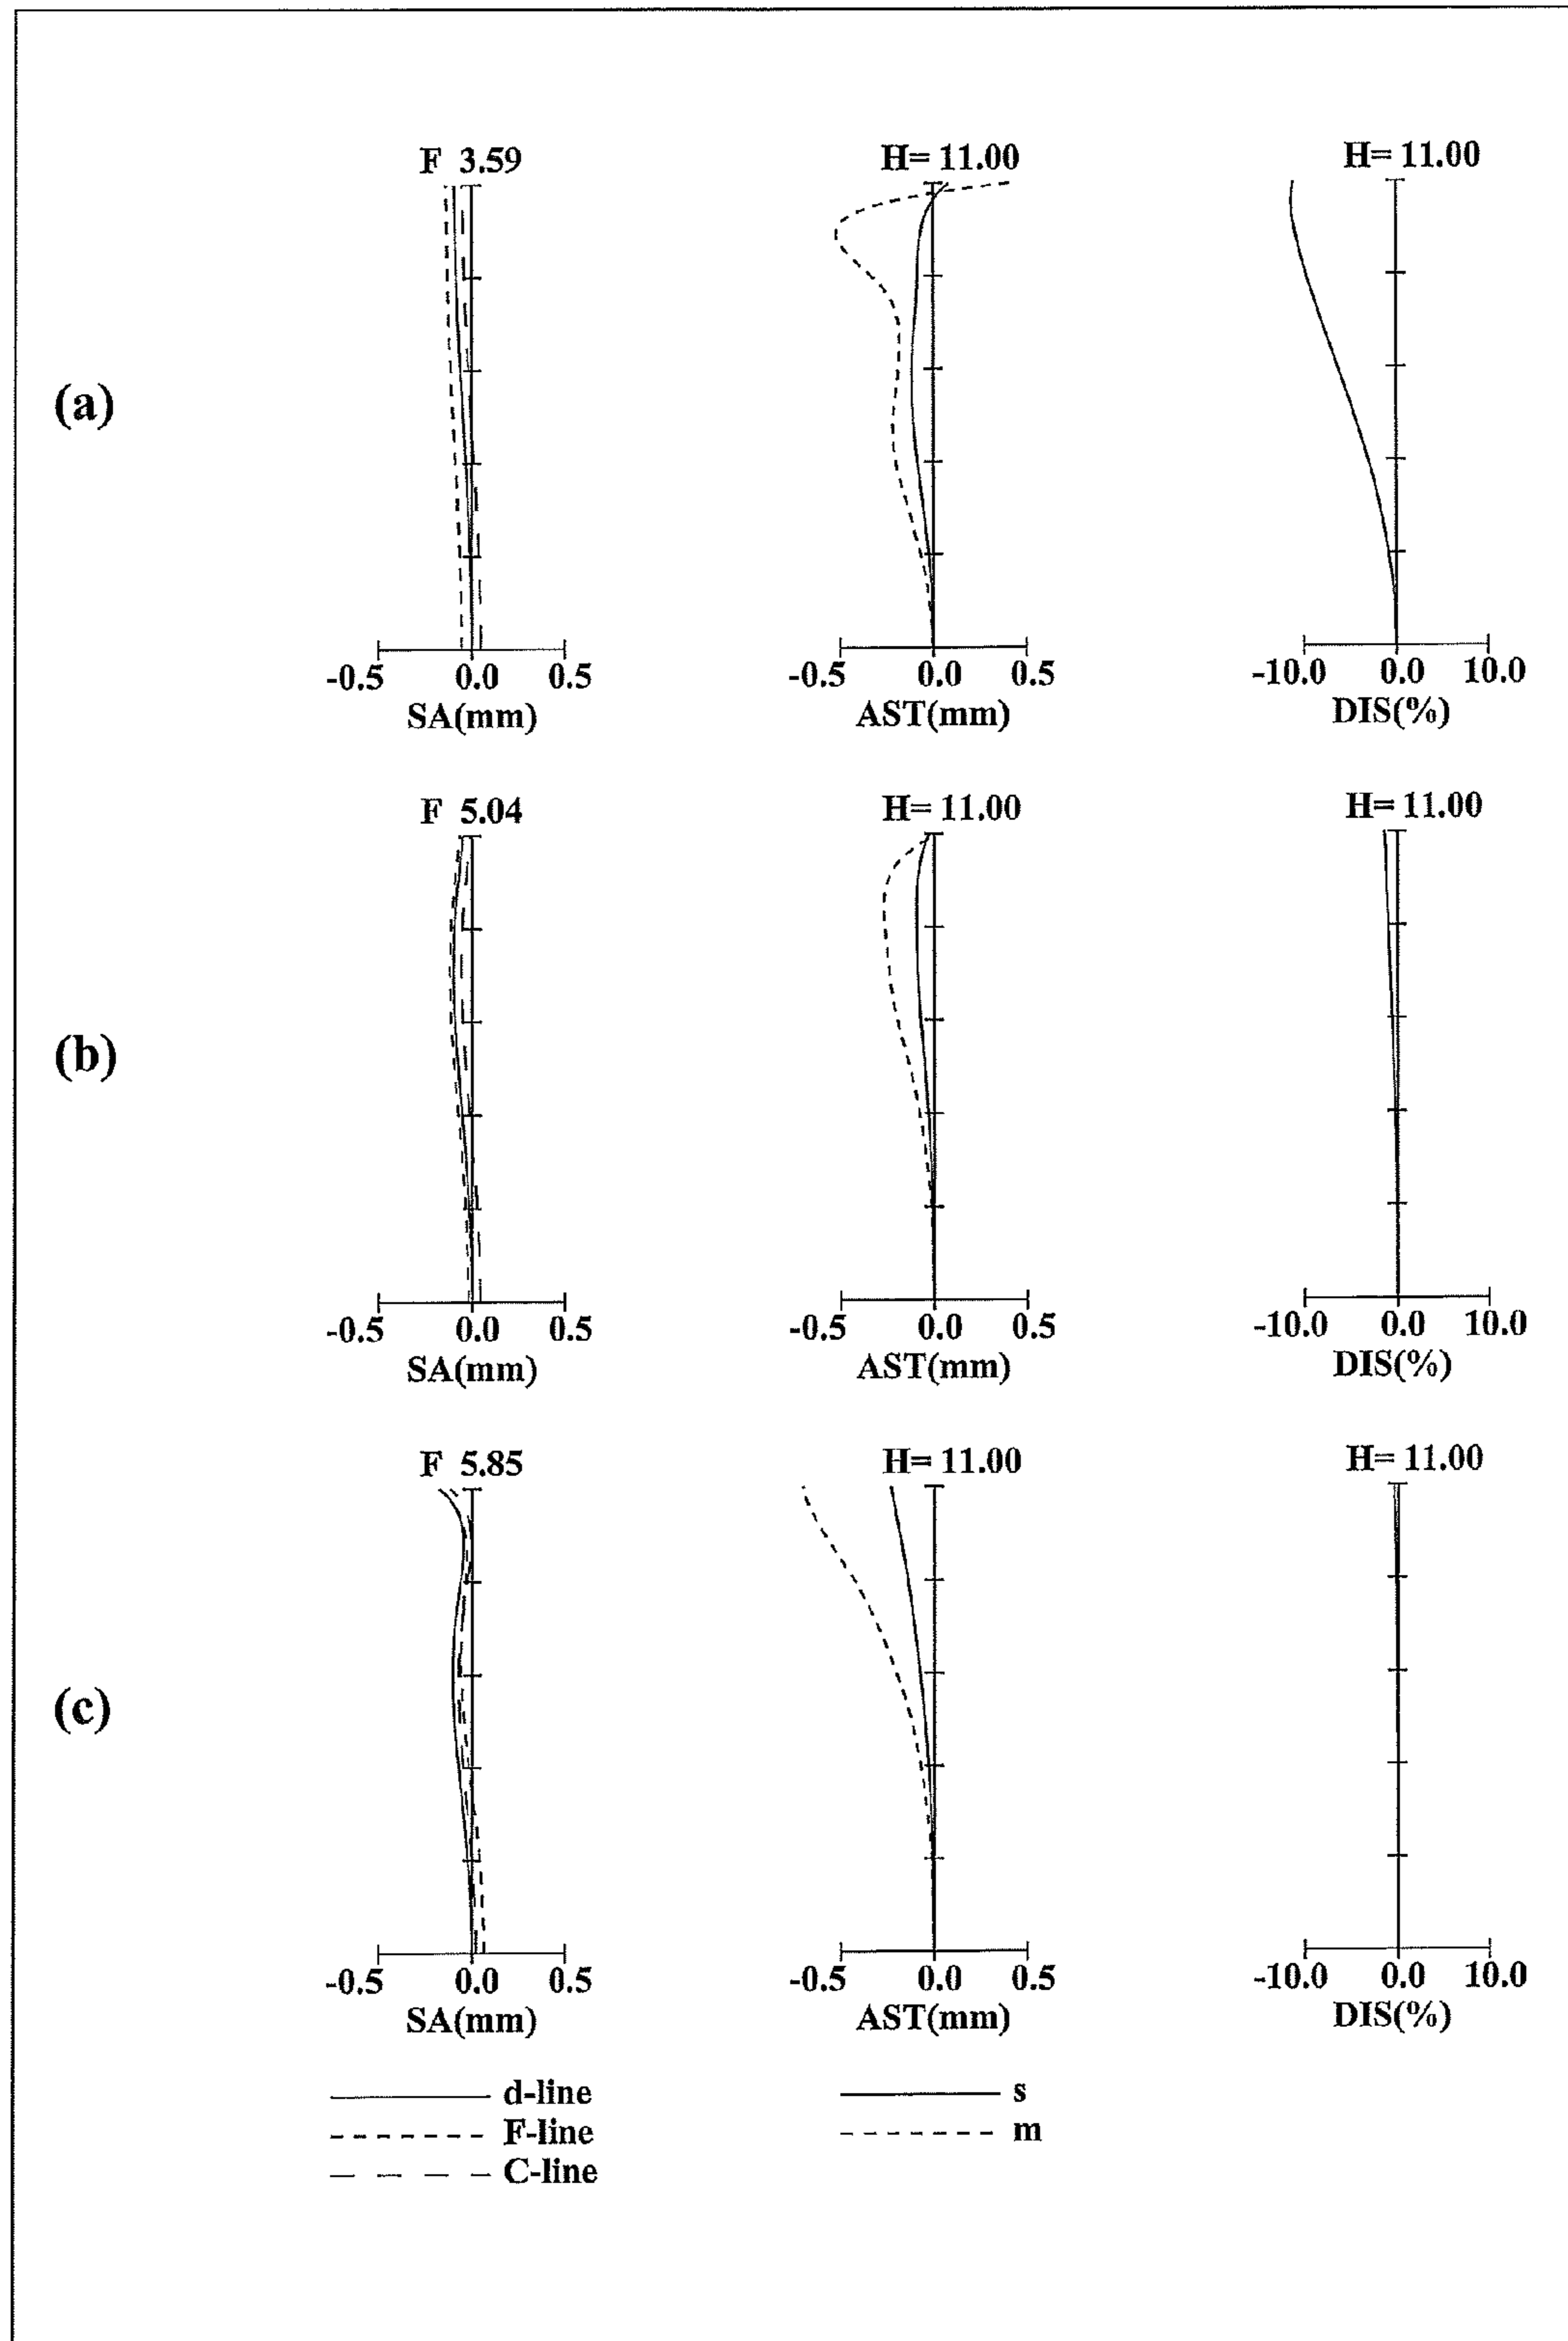 (a)
F 3.59
H= 11.00
H= 11.00
-0.5 0.0 0.5
SA(mm)
-0.5 0.0 0.5
AST(mm)
-10.0 0.0 10.0
DIS(%)
(b)
F 5.04
H= 11.00
H= 11.00
-0.5 0.0 0.5
SA(mm)
-0.5 0.0 0.5
AST(mm)
-10.0 0.0 10.0
DIS(%)
(c)
F 5.85
H= 11.00
H= 11.00
-0.5 0.0 0.5
SA(mm)
-0.5 0.0 0.5
AST(mm)
-10.0 0.0 10.0
DIS(%)
d-line
F-line
C-line
s
m